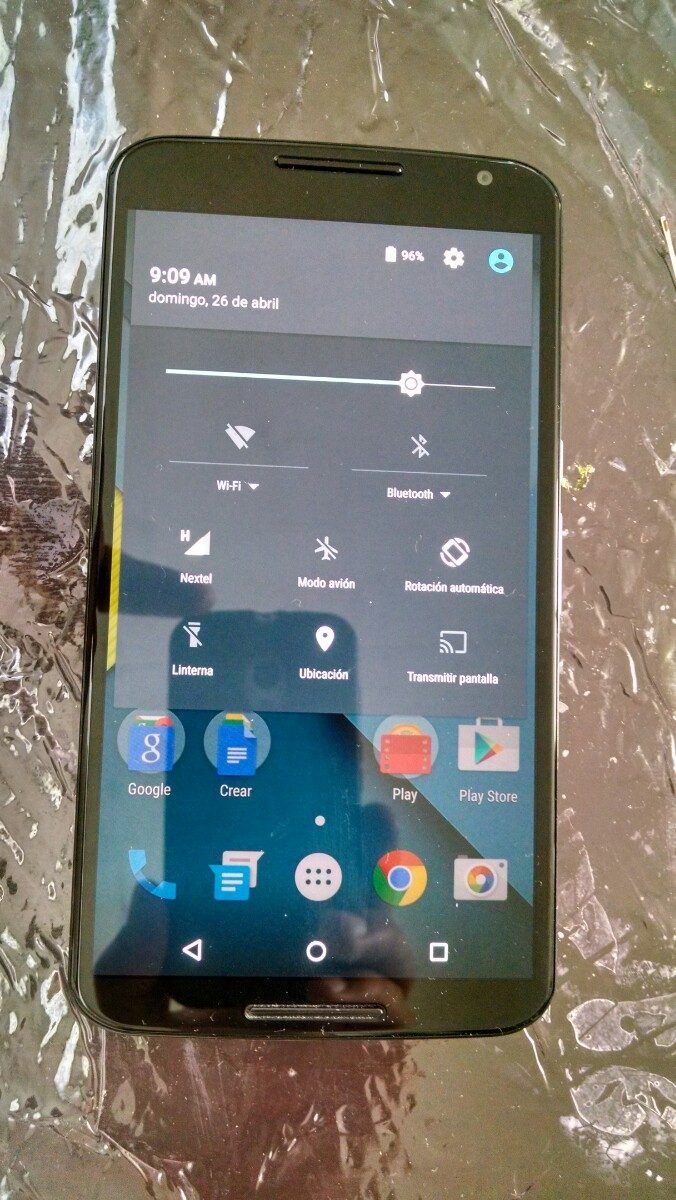 96%
9:09 AM
domingo, 26 de abril
Wi-Fi
Bluetooth
H
Nextel
Modo avión
Rotación automática
Linterna
Ubicación
Transmitir pantalla
g
Google
Crear
Play
Play Store